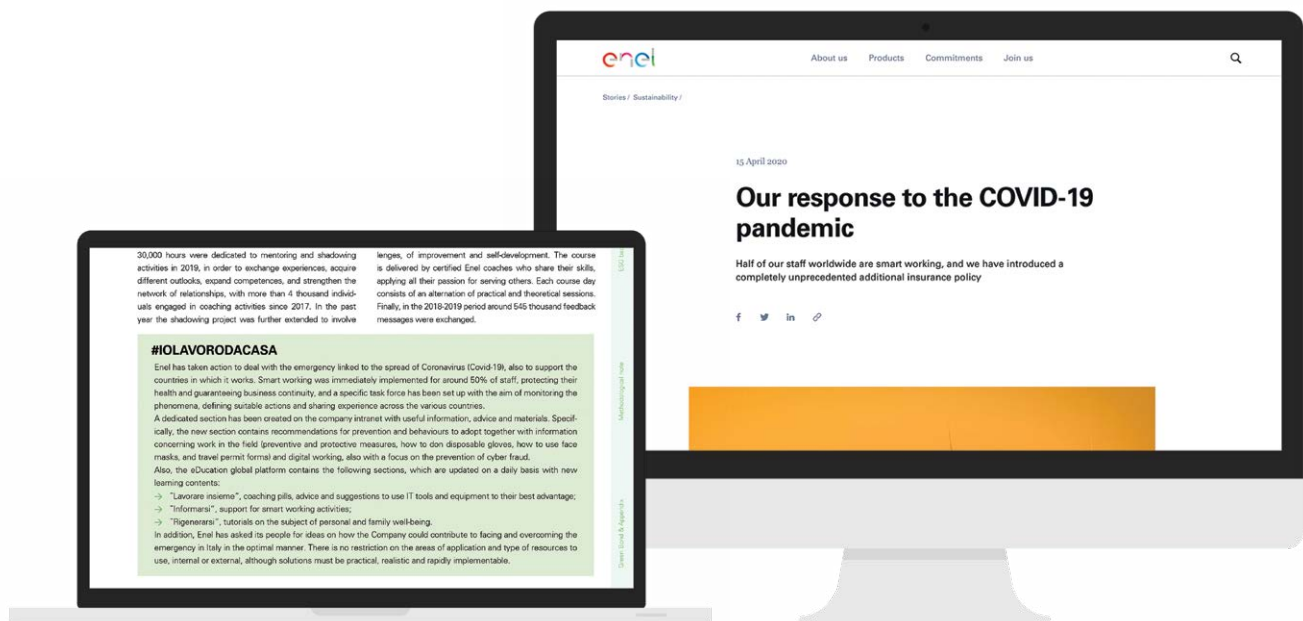 enel
About us Products Commitments Join us
Stories / Sustainability /
15 April 2020
Our response to the COVID-19
pandemic
Half of our staff worldwide are smart working, and we have introduced a
completely unprecedented additional insurance policy
30,000 hours were dedicated to mentoring and shadowing
activities in 2019, in order to exchange experiences, acquire
different outlooks, expand competences, and strengthen the
network of relationships, with more than 4 thousand individ-
uals engaged in coaching activities since 2017. In the past
year the shadowing project was further extended to involve
lenges, of improvement and self-development. The course
is delivered by certified Enel coaches who share their skills,
applying all their passion for serving others. Each course day
consists of an alternation of practical and theoretical sessions.
Finally, in the 2018-2019 period around 545 thousand feedback
messages were exchanged.
#IOLAVORODACASA
Enel has taken action to deal with the emergency linked to the spread of Coronavirus (Covid-19), also to support the
countries in which it works. Smart working was immediately implemented for around 50% of staff, protecting their
health and guaranteeing business continuity, and a specific task force has been set up with the aim of monitoring the
phenomena, defining suitable actions and sharing experience across the various countries.
A dedicated section has been created on the company intranet with useful information, advice and materials. Specif-
ically, the new section contains recommendations for prevention and behaviours to adopt together with information
concerning work in the field (preventive and protective measures, how to don disposable gloves, how to use face
masks, and travel permit forms) and digital working, also with a focus on the prevention of cyber fraud.
Also, the eDucation global platform contains the following sections, which are updated on a daily basis with new
learning contents:
→ "Lavorare insieme", coaching pills, advice and suggestions to use IT tools and equipment to their best advantage;
→ "Informarsi", support for smart working activities;
→ "Rigenerarsi", tutorials on the subject of personal and family well-being.
In addition, Enel has asked its people for ideas on how the Company could contribute to facing and overcoming the
emergency in Italy in the optimal manner. There is no restriction on the areas of application and type of resources to
use, internal or external, although solutions must be practical, realistic and rapidly implementable.
Methodological note
Green Bond & Appendix